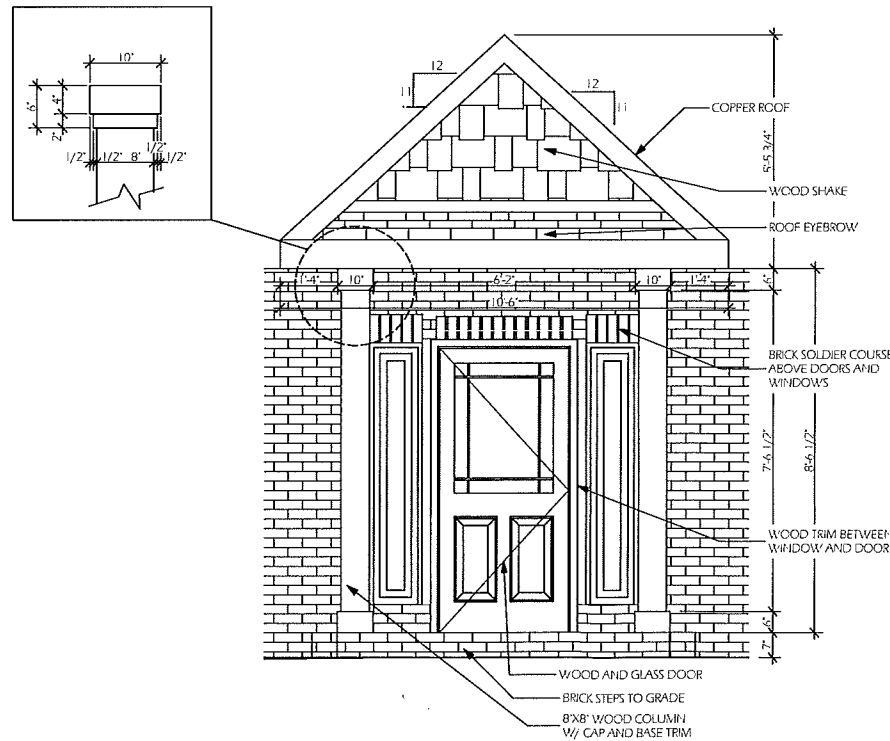 10"
6"
4"
2"
1/2"
1/2"
8"
1/2"
1/2"
12
11
12
11
COPPER ROOF
5'-5 3/4"
WOOD SHAKE
ROOF EYEBROW
1'-4"
10"
6'-2"
10"
1'-4"
6"
10'-6"
BRICK SOLDIER COURSE
ABOVE DOORS AND
WINDOWS
7'-6 1/2"
8'-6 1/2"
WOOD TRIM BETWEEN
WINDOW AND DOOR
6"
7"
WOOD AND GLASS DOOR
BRICK STEPS TO GRADE
8"X8" WOOD COLUMN
W/ CAP AND BASE TRIM